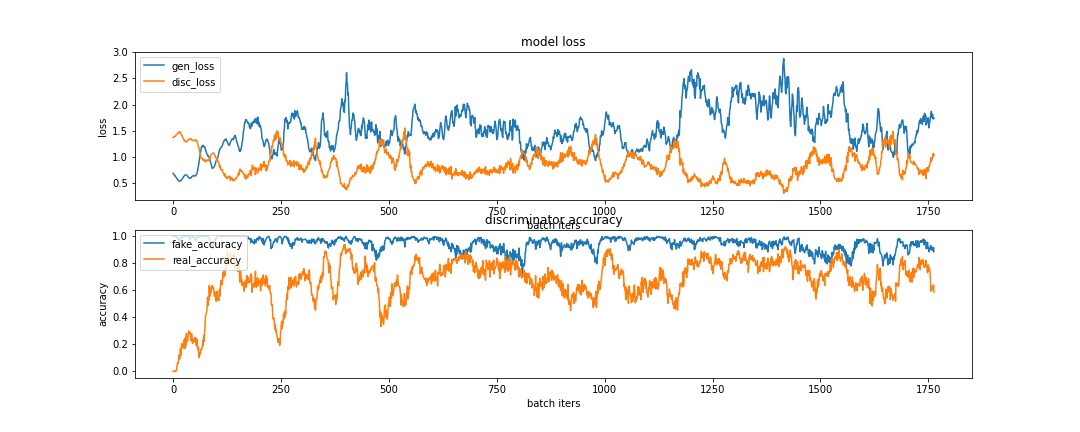 model loss
3.0
2.5
2.0
1.5
1.0
0.5
loss
gen_loss
disc_loss
0 250 500 750 1000 1250 1500 1750
batch iters
discriminator accuracy
1.0
0.8
0.6
0.4
0.2
0.0
accuracy
fake_accuracy
real_accuracy
0 250 500 750 1000 1250 1500 1750
batch iters